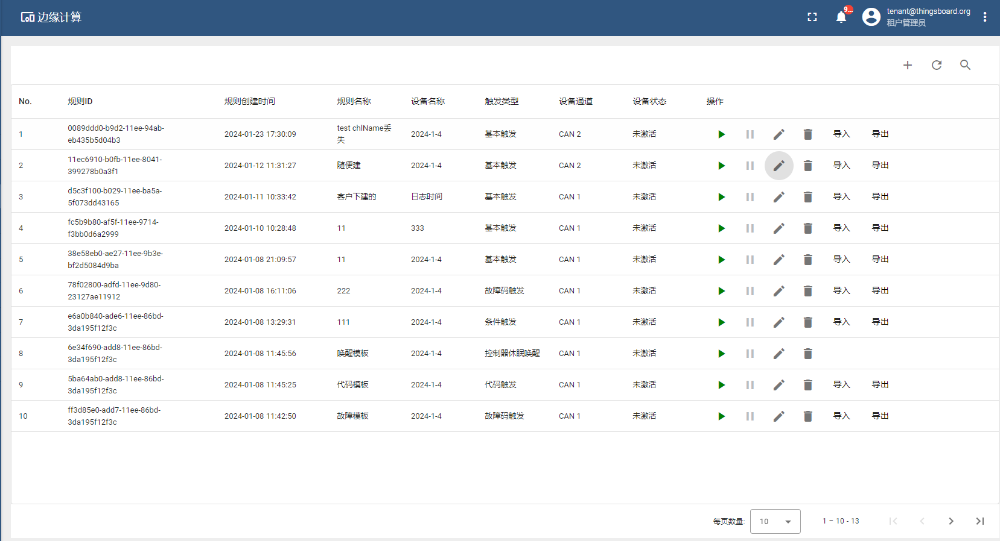 边缘计算
9...
tenant@thingsboard.org
租户管理员
No. 规则ID 规则创建时间 规则名称 设备名称 触发类型 设备通道 设备状态 操作
1 0089ddd0-b9d2-11ee-94ab-eb435b5d04b3 2024-01-23 17:30:09 test chlName丢失 2024-1-4 基本触发 CAN 2 未激活 导入 导出
2 11ec6910-b0fb-11ee-8041-399278b0a3f1 2024-01-12 11:31:27 随便建 2024-1-4 基本触发 CAN 2 未激活 导入 导出
3 d5c3f100-b029-11ee-ba5a-5f073dd43165 2024-01-11 10:33:42 客户下建的 日志时间 基本触发 CAN 1 未激活 导入 导出
4 fc5b9b80-af5f-11ee-9714-f3bb0d6a2999 2024-01-10 10:28:48 11 333 基本触发 CAN 1 未激活 导入 导出
5 38e58eb0-ae27-11ee-9b3e-bf2d5084d9ba 2024-01-08 21:09:57 11 2024-1-4 基本触发 CAN 1 未激活 导入 导出
6 78f02800-adfd-11ee-9d80-23127ae11912 2024-01-08 16:11:06 222 2024-1-4 故障码触发 CAN 1 未激活 导入 导出
7 e6a0b840-ade6-11ee-86bd-3da195f12f3c 2024-01-08 13:29:31 111 2024-1-4 条件触发 CAN 1 未激活 导入 导出
8 6e34f690-add8-11ee-86bd-3da195f12f3c 2024-01-08 11:45:56 唤醒模板 2024-1-4 控制器休眠唤醒 CAN 1 未激活
9 5ba64ab0-add8-11ee-86bd-3da195f12f3c 2024-01-08 11:45:25 代码模板 2024-1-4 代码触发 CAN 1 未激活 导入 导出
10 ff3d85e0-add7-11ee-86bd-3da195f12f3c 2024-01-08 11:42:50 故障模板 2024-1-4 故障码触发 CAN 1 未激活 导入 导出
每页数量: 10 1 – 10 - 13